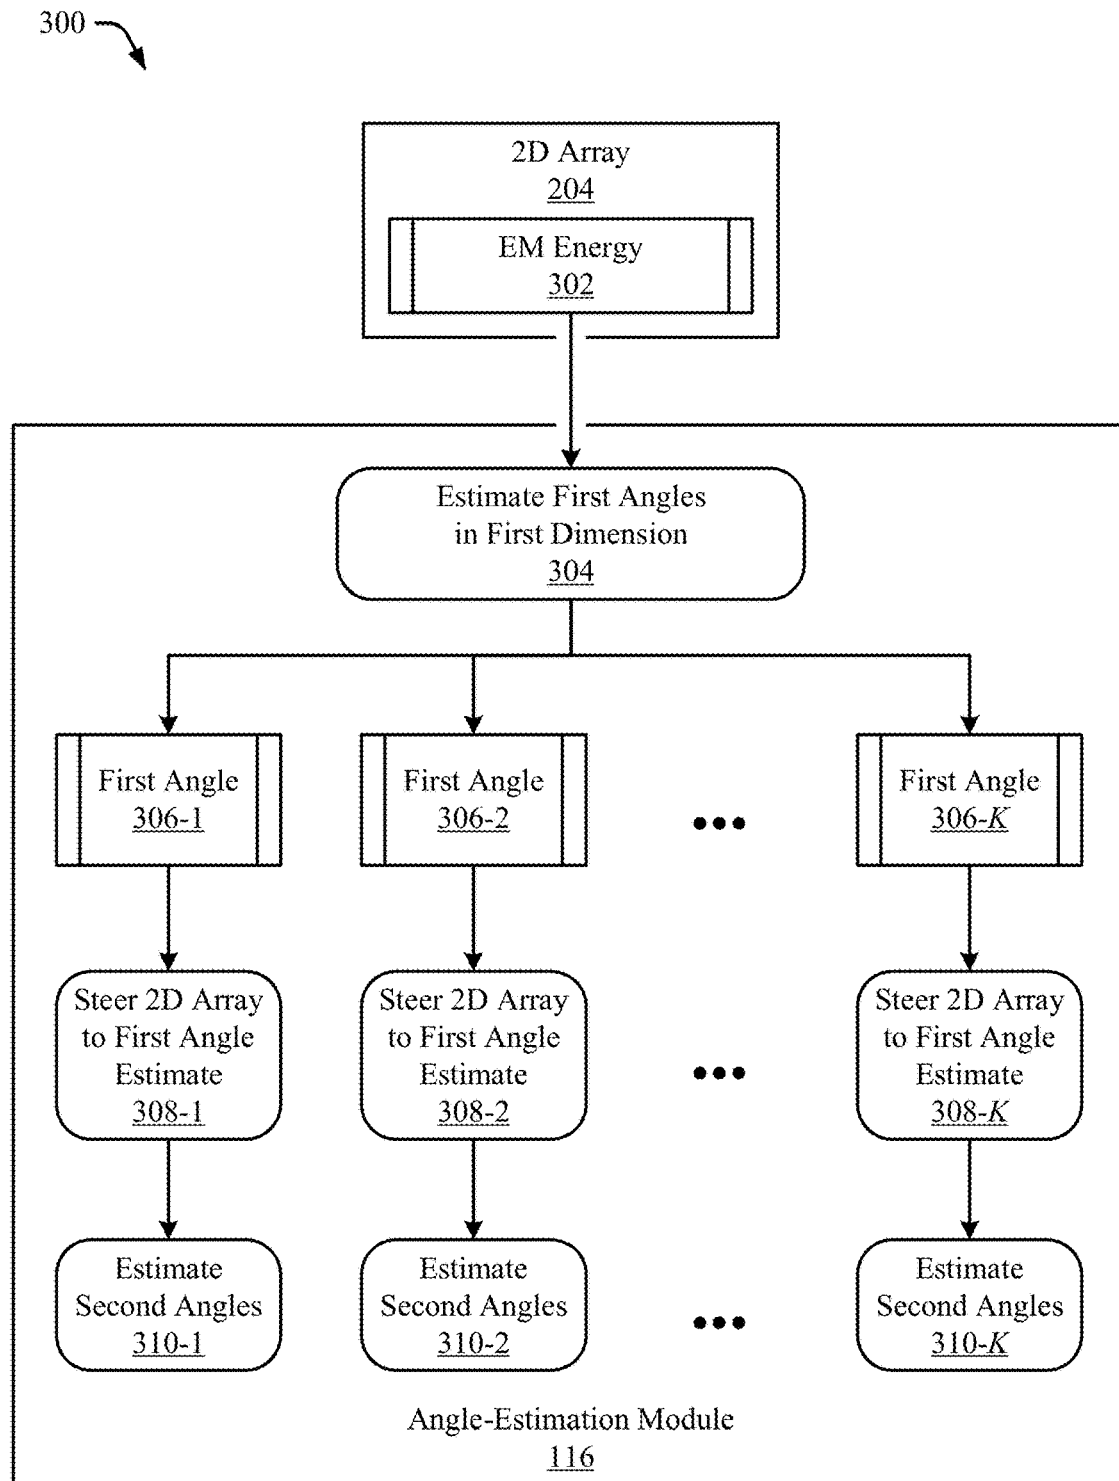 300
2D Array
204
EM Energy
302
Estimate First Angles
in First Dimension
304
First Angle
306-1
First Angle
306-2
First Angle
306-K
Steer 2D Array
to First Angle
Estimate
308-1
Steer 2D Array
to First Angle
Estimate
308-2
Steer 2D Array
to First Angle
Estimate
308-K
Estimate
Second Angles
310-1
Estimate
Second Angles
310-2
Estimate
Second Angles
310-K
Angle-Estimation Module
116